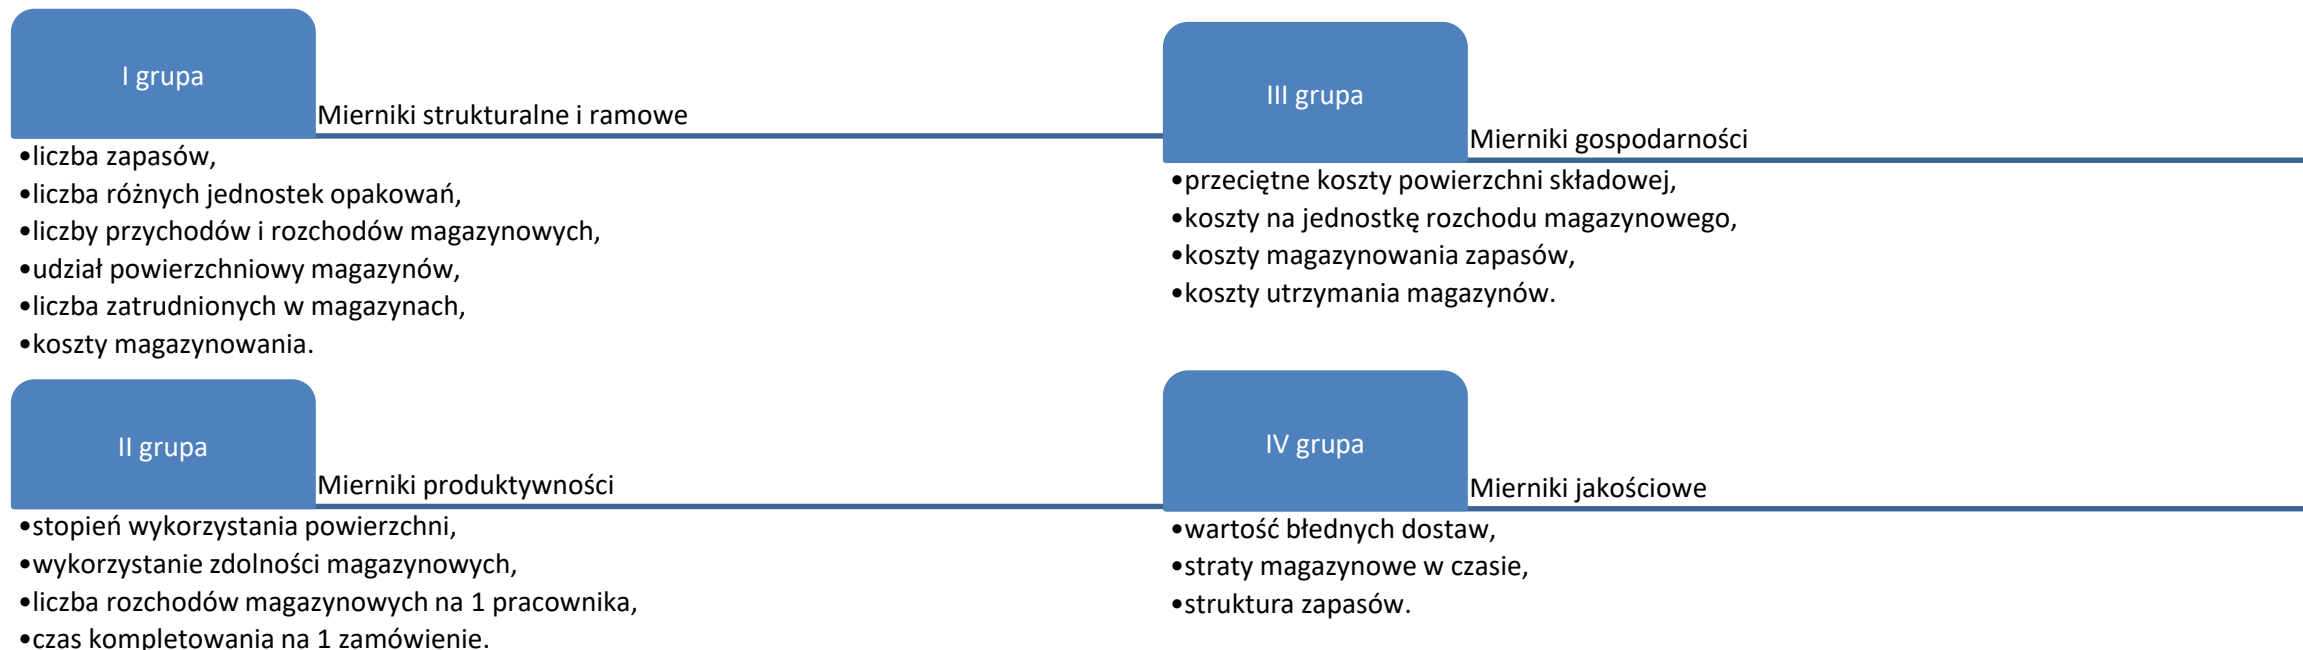 I grupa
Mierniki strukturalne i ramowe
•liczba zapasów,
•liczba różnych jednostek opakowań,
•liczby przychodów i rozchodów magazynowych,
•udział powierzchniowy magazynów,
•liczba zatrudnionych w magazynach,
•koszty magazynowania.
II grupa
Mierniki produktywności
•stopień wykorzystania powierzchni,
•wykorzystanie zdolności magazynowych,
•liczba rozchodów magazynowych na 1 pracownika,
•czas kompletowania na 1 zamówienie.
III grupa
Mierniki gospodarności
•przeciętne koszty powierzchni składowej,
•koszty na jednostkę rozchodu magazynowego,
•koszty magazynowania zapasów,
•koszty utrzymania magazynów.
IV grupa
Mierniki jakościowe
•wartość błednych dostaw,
•straty magazynowe w czasie,
•struktura zapasów.